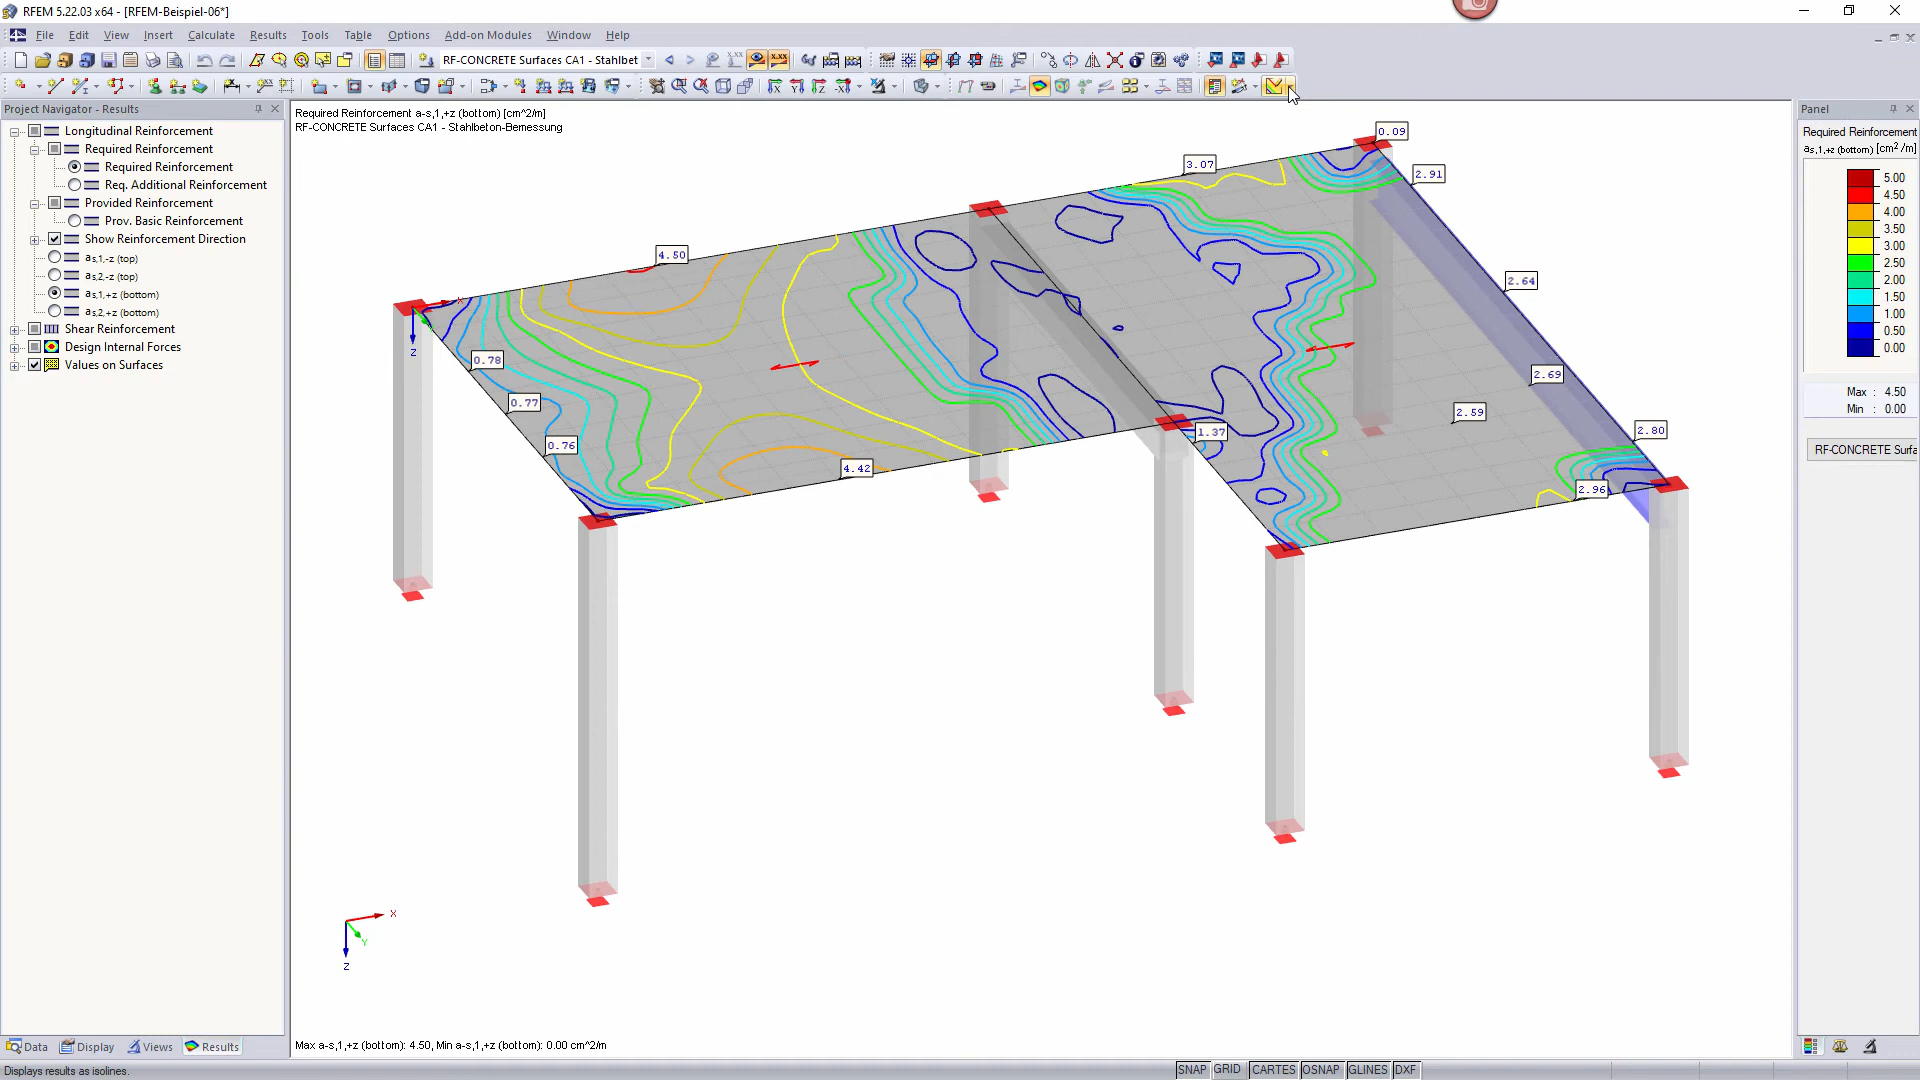 RFEM 5.22.03 x64 - [RFEM-Beispiel-06*]
File Edit View Insert Calculate Results Tools Table Options Add-on Modules Window Help
RF-CONCRETE Surfaces CA1 - Stahlbet
Project Navigator - Results
Longitudinal Reinforcement
Required Reinforcement
Required Reinforcement
Req. Additional Reinforcement
Provided Reinforcement
Prov. Basic Reinforcement
Show Reinforcement Direction
as,1,-z (top)
as,2,-z (top)
as,1,+z (bottom)
as,2,+z (bottom)
Shear Reinforcement
Design Internal Forces
Values on Surfaces
Required Reinforcement a-s,1,+z (bottom) [cm^2/m]
RF-CONCRETE Surfaces CA1 - Stahlbeton-Bemessung
0.09
3.07
2.91
4.50
2.64
0.78
2.69
0.77
2.59
2.80
1.37
0.76
4.42
2.96
X
Z
X
Y
Z
Max a-s,1,+z (bottom): 4.50, Min a-s,1,+z (bottom): 0.00 cm^2/m
Panel
Required Reinforcement
as,1,+z (bottom) [cm2/m]
5.00
4.50
4.00
3.50
3.00
2.50
2.00
1.50
1.00
0.50
0.00
Max : 4.50
Min : 0.00
RF-CONCRETE Surfa
Data Display Views Results
Displays results as isolines.
SNAP GRID CARTES OSNAP GLINES DXF